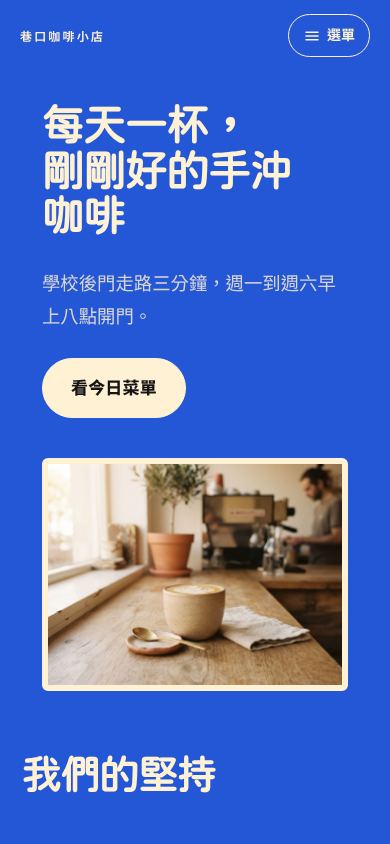 巷口咖啡小店
選單
每天一杯，
剛剛好的手沖
咖啡
學校後門走路三分鐘，週一到週六早
上八點開門。
看今日菜單
我們的堅持